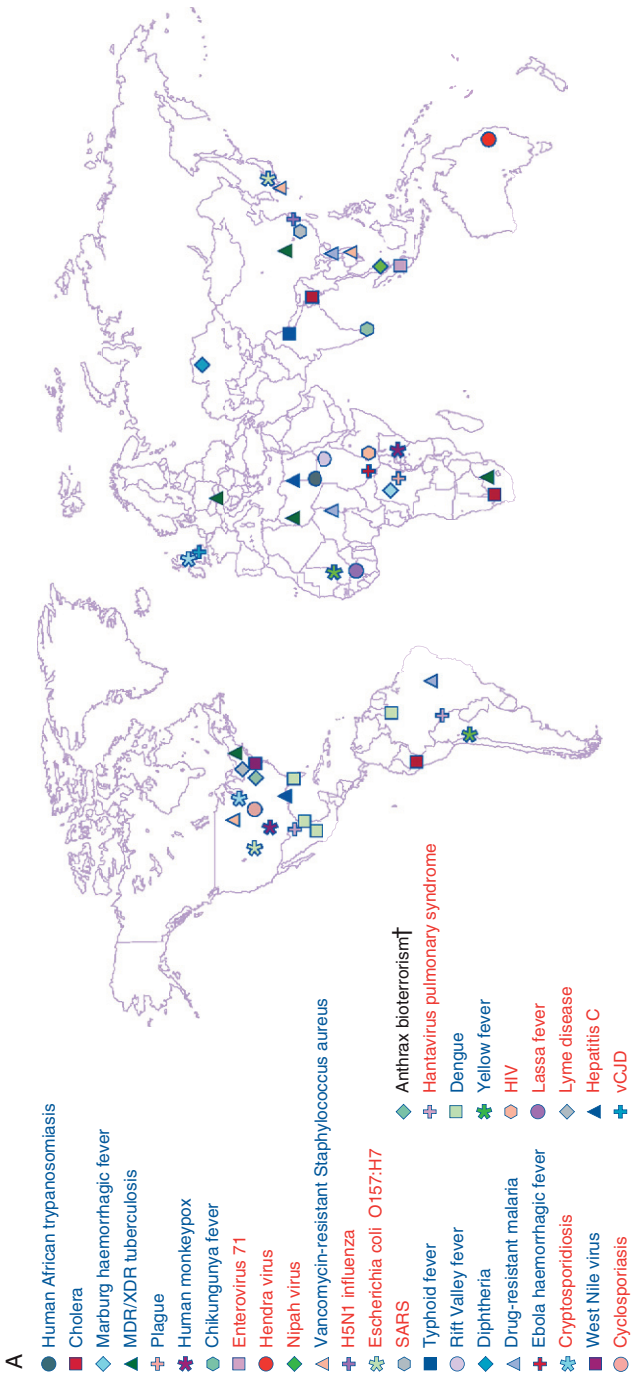 A
Human African trypanosomiasis
Cholera
Marburg haemorrhagic fever
MDR/XDR tuberculosis
Plague
Human monkeypox
Chikungunya fever
Enterovirus 71
Hendra virus
Nipah virus
Vancomycin-resistant Staphylococcus aureus
H5N1 influenza
Escherichia coli O157:H7
SARS
Typhoid fever
Rift Valley fever
Diphtheria
Drug-resistant malaria
Ebola haemorrhagic fever
Cryptosporidiosis
West Nile virus
Cyclosporiasis
Anthrax bioterrorism†
Hantavirus pulmonary syndrome
Dengue
Yellow fever
HIV
Lassa fever
Lyme disease
Hepatitis C
vCJD